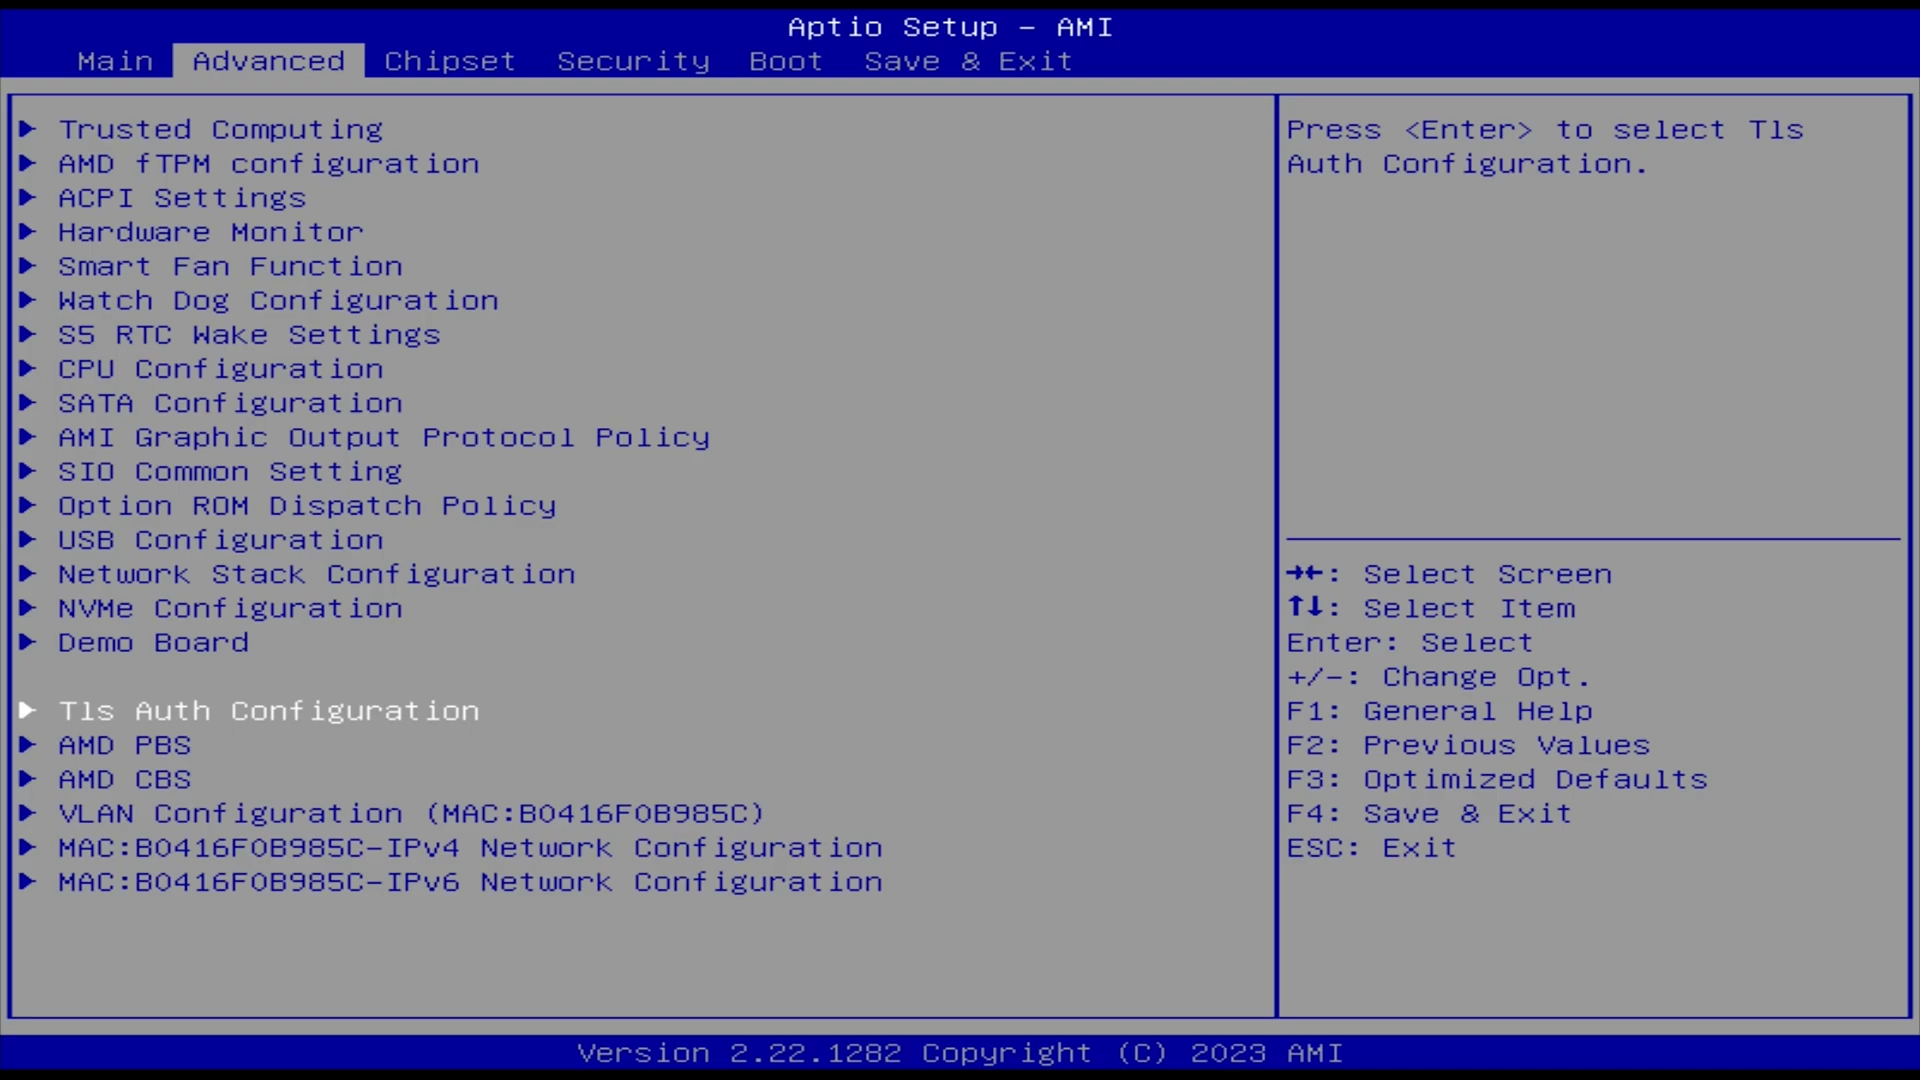 Aptio Setup – AMI
Main Advanced Chipset Security Boot Save & Exit
Trusted Computing
AMD fTPM configuration
ACPI Settings
Hardware Monitor
Smart Fan Function
Watch Dog Configuration
S5 RTC Wake Settings
CPU Configuration
SATA Configuration
AMI Graphic Output Protocol Policy
SIO Common Setting
Option ROM Dispatch Policy
USB Configuration
Network Stack Configuration
NVMe Configuration
Demo Board
Tls Auth Configuration
AMD PBS
AMD CBS
VLAN Configuration (MAC:B0416F0B985C)
MAC:B0416F0B985C-IPv4 Network Configuration
MAC:B0416F0B985C-IPv6 Network Configuration
Press <Enter> to select Tls
Auth Configuration.
→←: Select Screen
↑↓: Select Item
Enter: Select
+/-: Change Opt.
F1: General Help
F2: Previous Values
F3: Optimized Defaults
F4: Save & Exit
ESC: Exit
Version 2.22.1282 Copyright (C) 2023 AMI